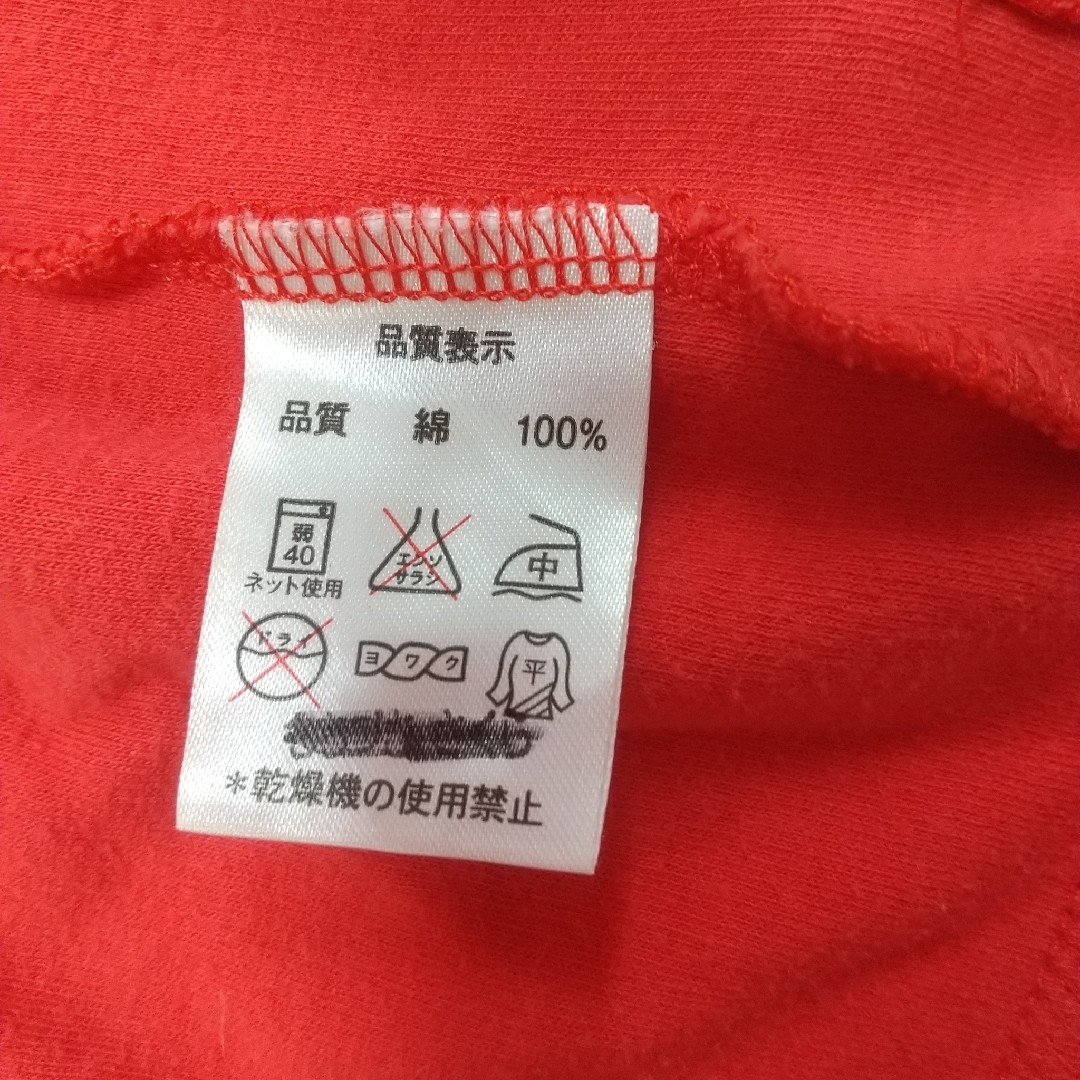 品質表示
品質 綿 100%
弱
40
ネット使用
エンソ
サラシ
中
ドライ
ヨワク
平
*乾燥機の使用禁止